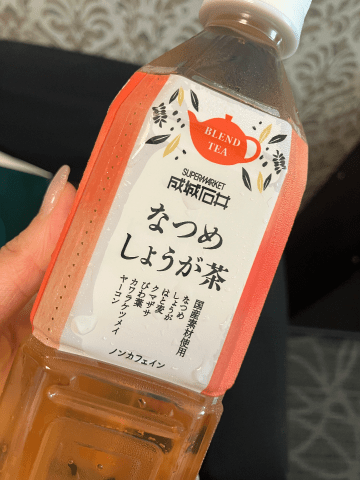 BLEND
TEA
SUPERMARKET
成城石井
なつめ
しょうが茶
国産素材使用
なつめ
しょうが
はと麦
クマザサ
びわ葉
カワラケツメイ
ヤーコン
ノンカフェイン